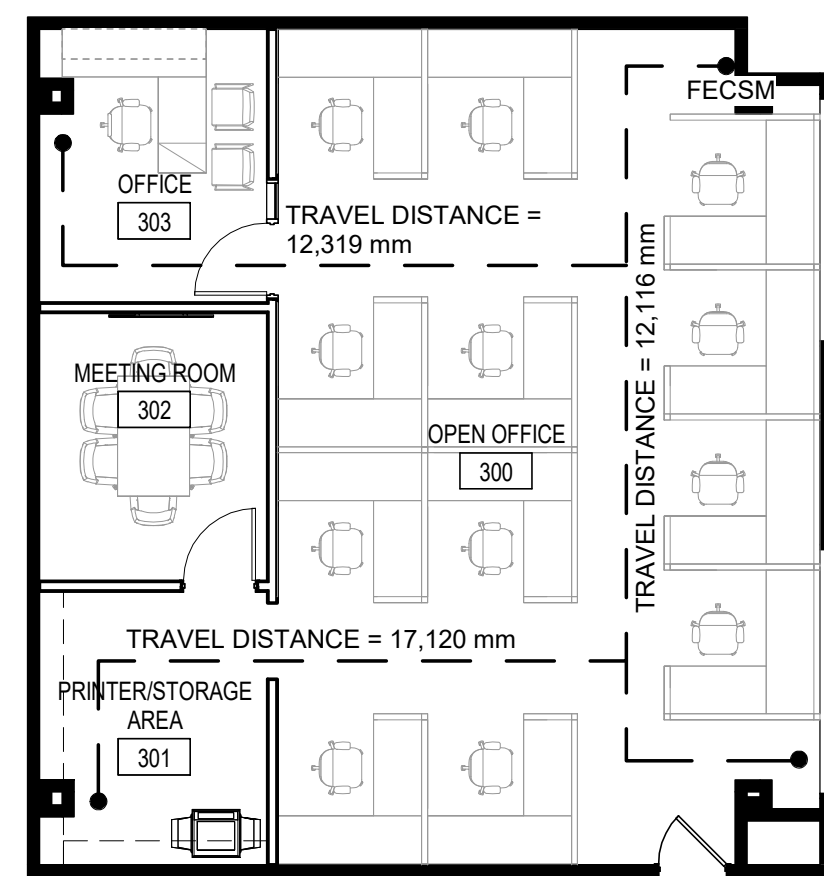 FECSM
OFFICE
303
TRAVEL DISTANCE =
12,319 mm
TRAVEL DISTANCE = 12,116 mm
MEETING ROOM
302
OPEN OFFICE
300
TRAVEL DISTANCE = 17,120 mm
PRINTER/STORAGE
AREA
301